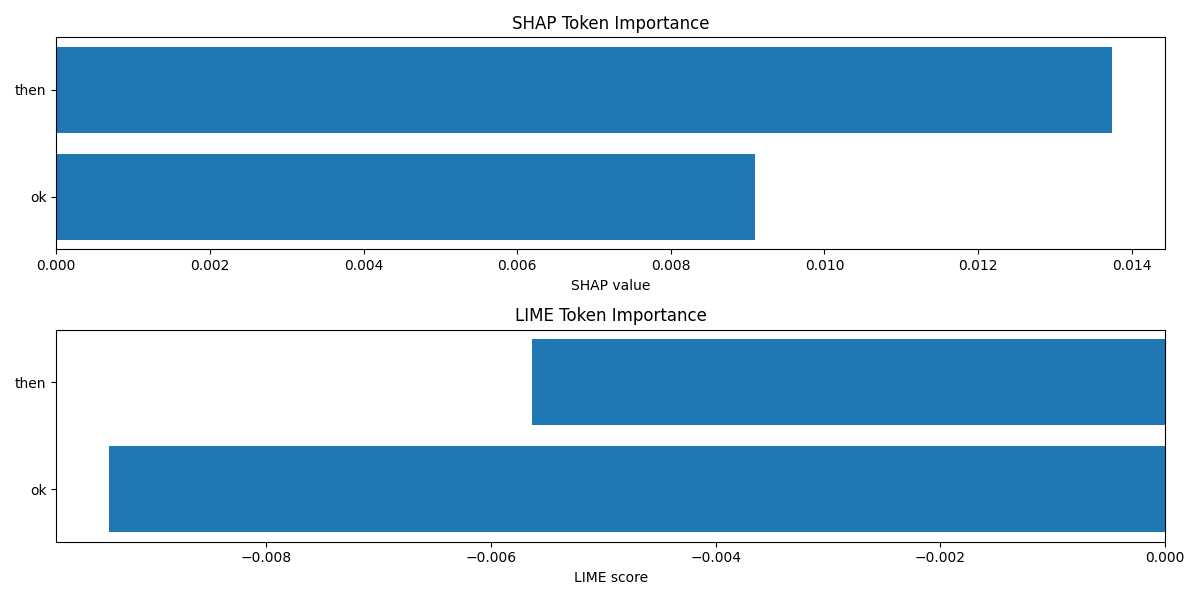 SHAP Token Importance
then
ok
0.000 0.002 0.004 0.006 0.008 0.010 0.012 0.014
SHAP value
LIME Token Importance
then
ok
−0.008 −0.006 −0.004 −0.002 0.000
LIME score